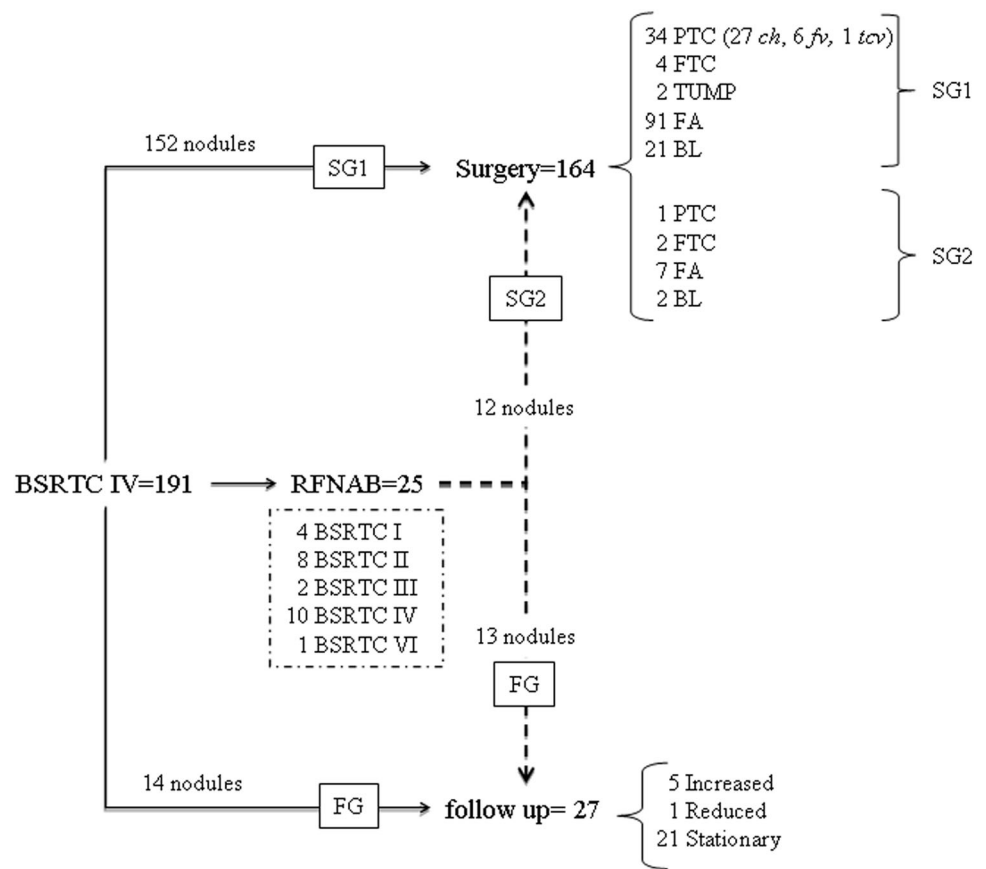 34 PTC (27 ch, 6 fv, 1 tcv)
4 FTC
2 TUMP
91 FA
21 BL
SG1
152 nodules
SG1
Surgery=164
1 PTC
2 FTC
7 FA
2 BL
SG2
SG2
12 nodules
BSRTC IV=191
RFNAB=25
4 BSRTC I
8 BSRTC II
2 BSRTC III
10 BSRTC IV
1 BSRTC VI
13 nodules
FG
14 nodules
FG
follow up= 27
5 Increased
1 Reduced
21 Stationary